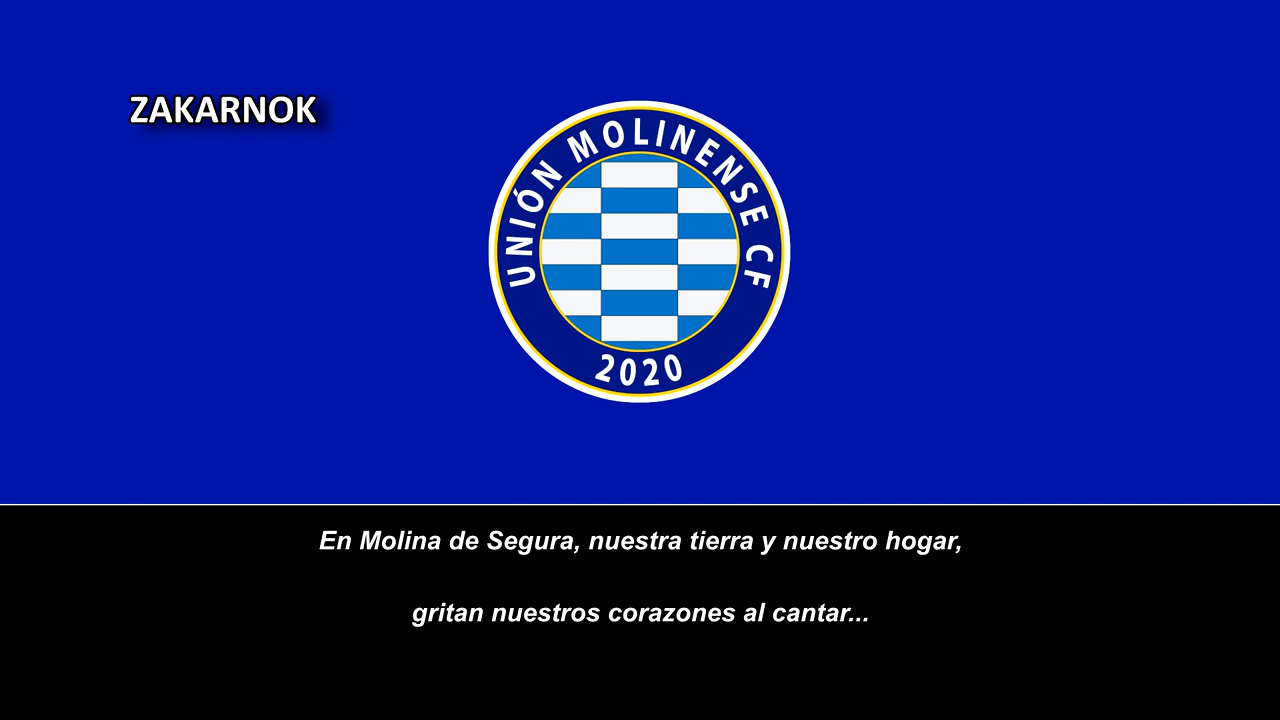 ZAKARNOK
UNIÓN MOLINENSE CF
2020
En Molina de Segura, nuestra tierra y nuestro hogar,
gritan nuestros corazones al cantar...